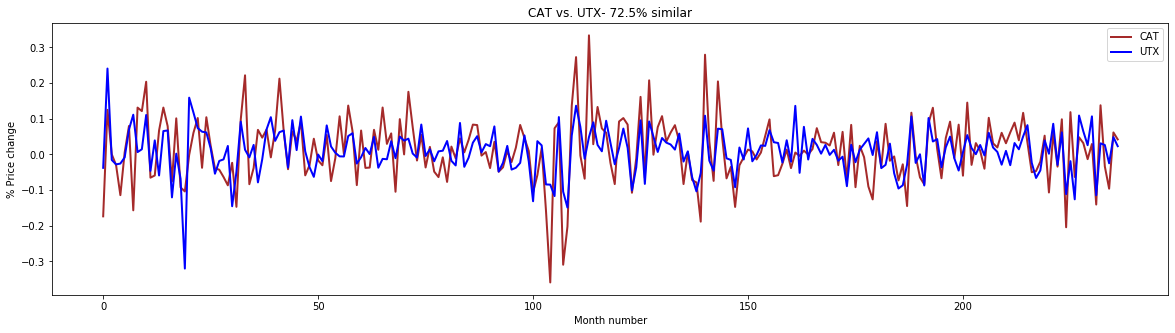 CAT vs. UTX- 72.5% similar
CAT
UTX
% Price change
0.3
0.2
0.1
0.0
−0.1
−0.2
−0.3
0
50
100
150
200
Month number